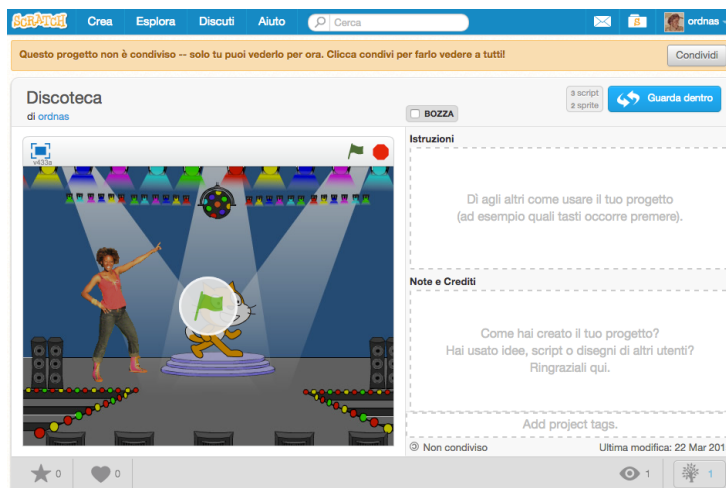 SCRATCH Crea Esplora Discuti Aiuto Cerca ordnas
Questo progetto non è condiviso -- solo tu puoi vederlo per ora. Clicca condivi per farlo vedere a tutti! Condividi
Discoteca
di ordnas
BOZZA
3 script
2 sprite
Guarda dentro
v433a
Istruzioni
Dì agli altri come usare il tuo progetto
(ad esempio quali tasti occorre premere).
Note e Crediti
Come hai creato il tuo progetto?
Hai usato idee, script o disegni di altri utenti?
Ringraziali qui.
Add project tags.
Non condiviso Ultima modifica: 22 Mar 201
0 0 1 1